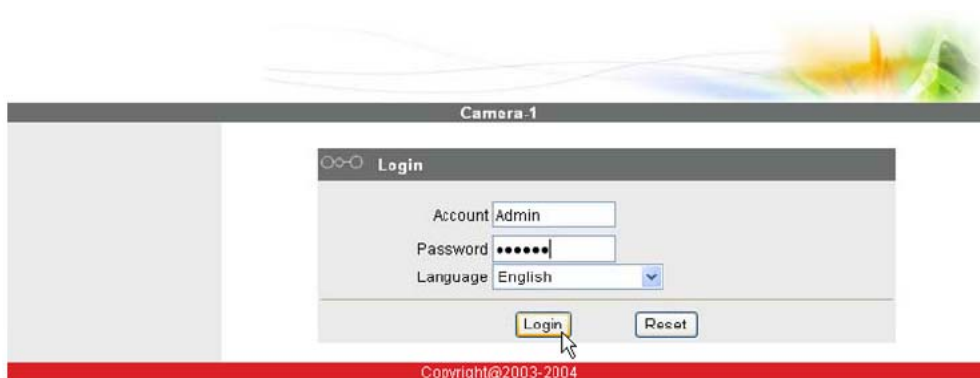 Camera-1
Login
Account Admin
Password ••••••
Language English
Login Reset
Copyright@2003-2004